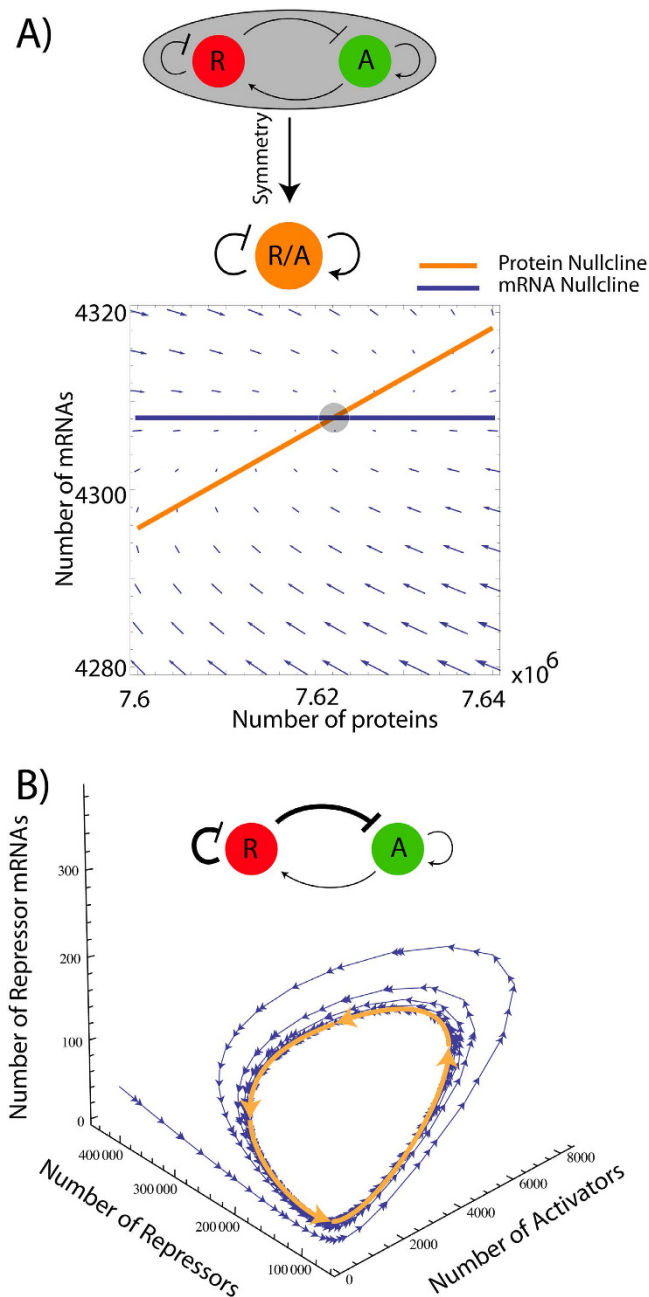 A)
R
A
Symmetry
R/A
Protein Nullcline
mRNA Nullcline
4320
4300
4280
Number of mRNAs
7.6
7.62
7.64
x10^6
Number of proteins
B)
R
A
300
200
100
0
Number of Repressor mRNAs
400 000
300 000
200 000
100 000
Number of Repressors
0
2000
4000
6000
8000
Number of Activators